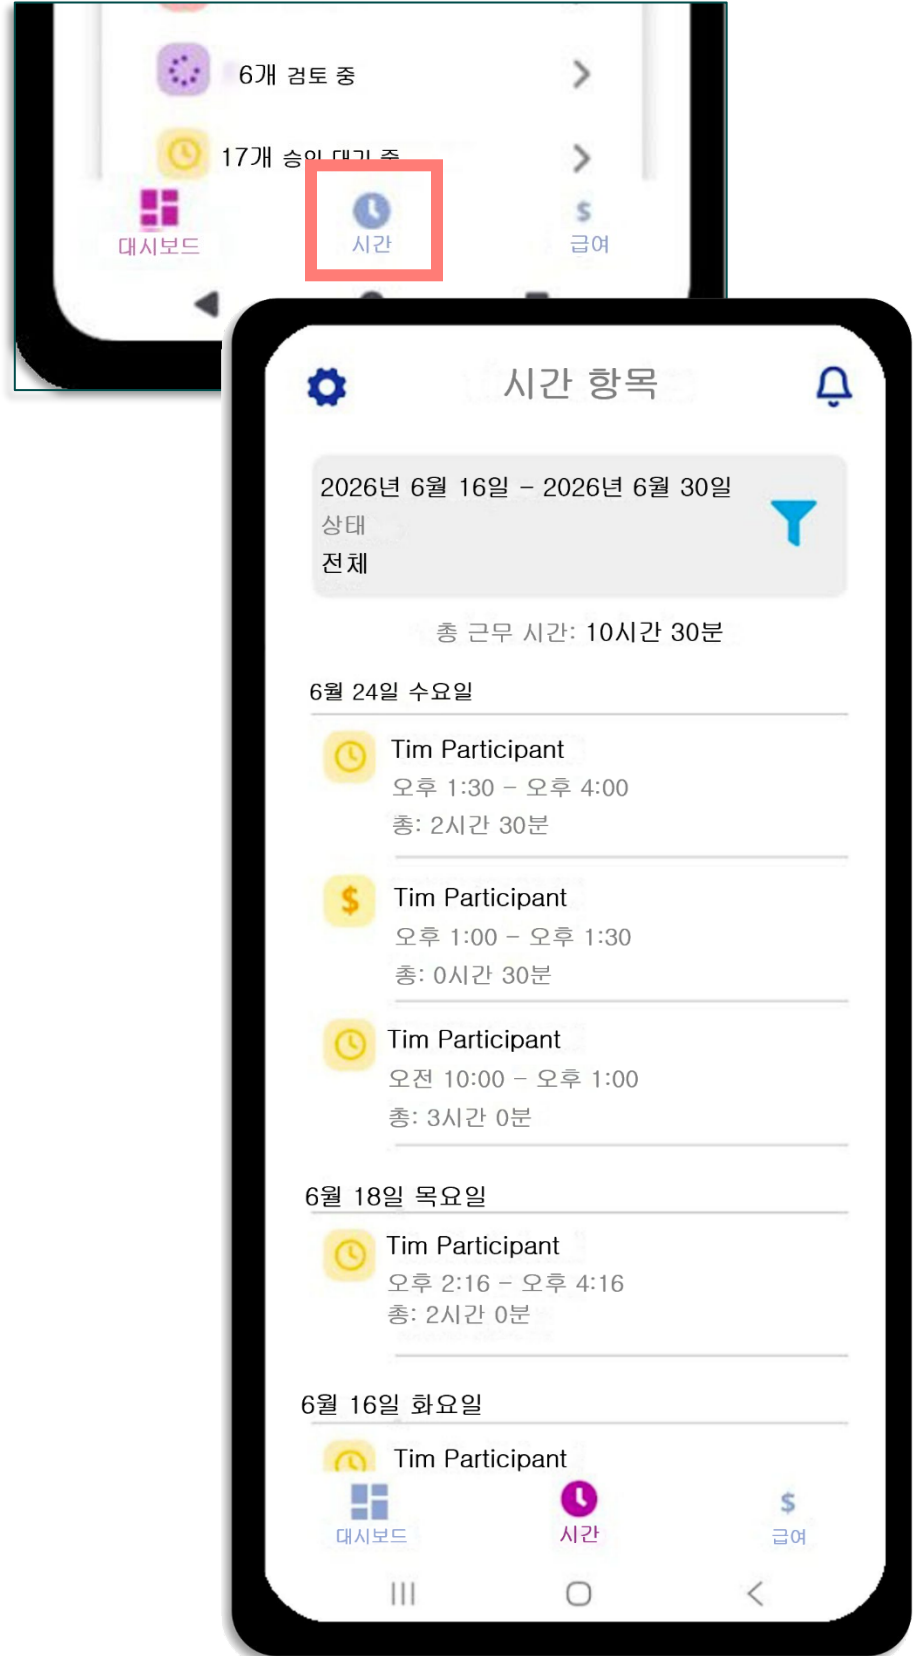 6개 검토 중
17개 승인 대기 중
대시보드
시간
$
급여
시간 항목
2026년 6월 16일 - 2026년 6월 30일
상태
전체
총 근무 시간: 10시간 30분
6월 24일 수요일
Tim Participant
오후 1:30 - 오후 4:00
총: 2시간 30분
$
Tim Participant
오후 1:00 - 오후 1:30
총: 0시간 30분
Tim Participant
오전 10:00 - 오후 1:00
총: 3시간 0분
6월 18일 목요일
Tim Participant
오후 2:16 - 오후 4:16
총: 2시간 0분
6월 16일 화요일
Tim Participant
대시보드
시간
$
급여